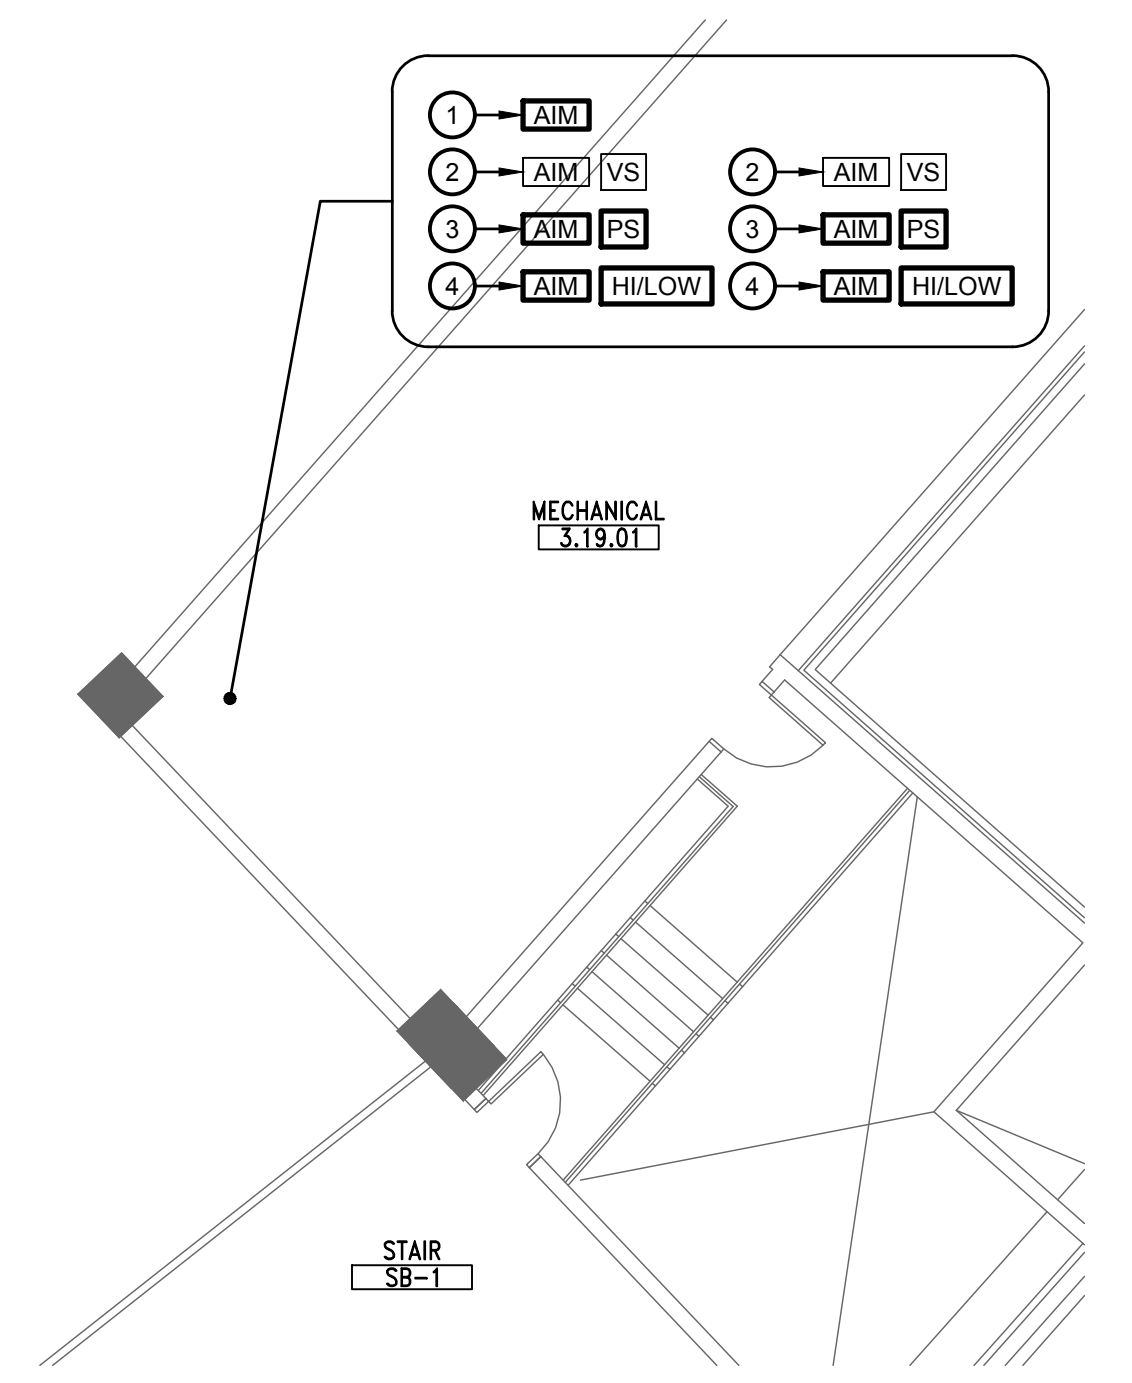 1 AIM
2 AIM VS 2 AIM VS
3 AIM PS 3 AIM PS
4 AIM HI/LOW 4 AIM HI/LOW
MECHANICAL
3.19.01
STAIR
SB-1